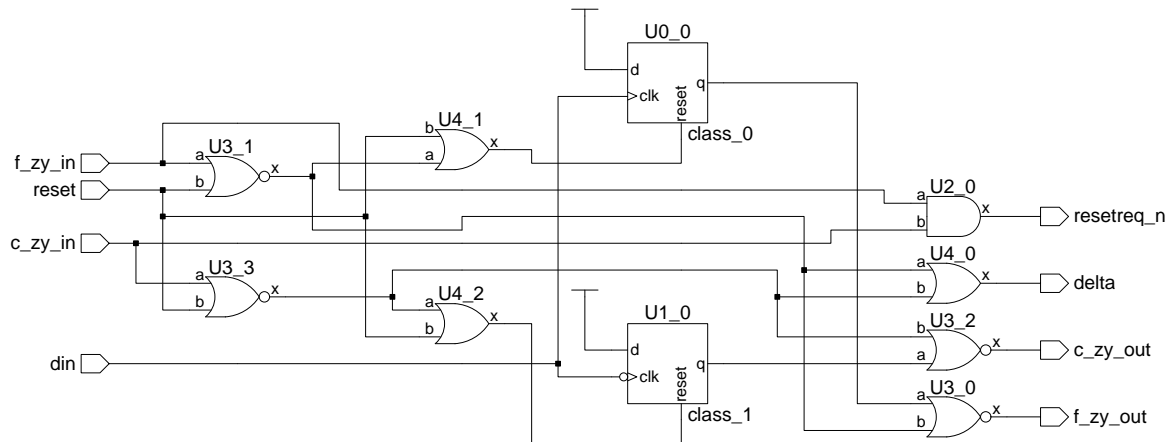 U0_0
d
q
clk
reset
class_0
U4_1
b
x
a
f_zy_in
U3_1
a
x
b
reset
U2_0
a
x
b
resetreq_n
c_zy_in
U3_3
a
x
b
U4_2
a
x
b
U4_0
a
x
b
delta
U1_0
d
q
clk
reset
class_1
U3_2
b
x
a
c_zy_out
din
U3_0
a
x
b
f_zy_out